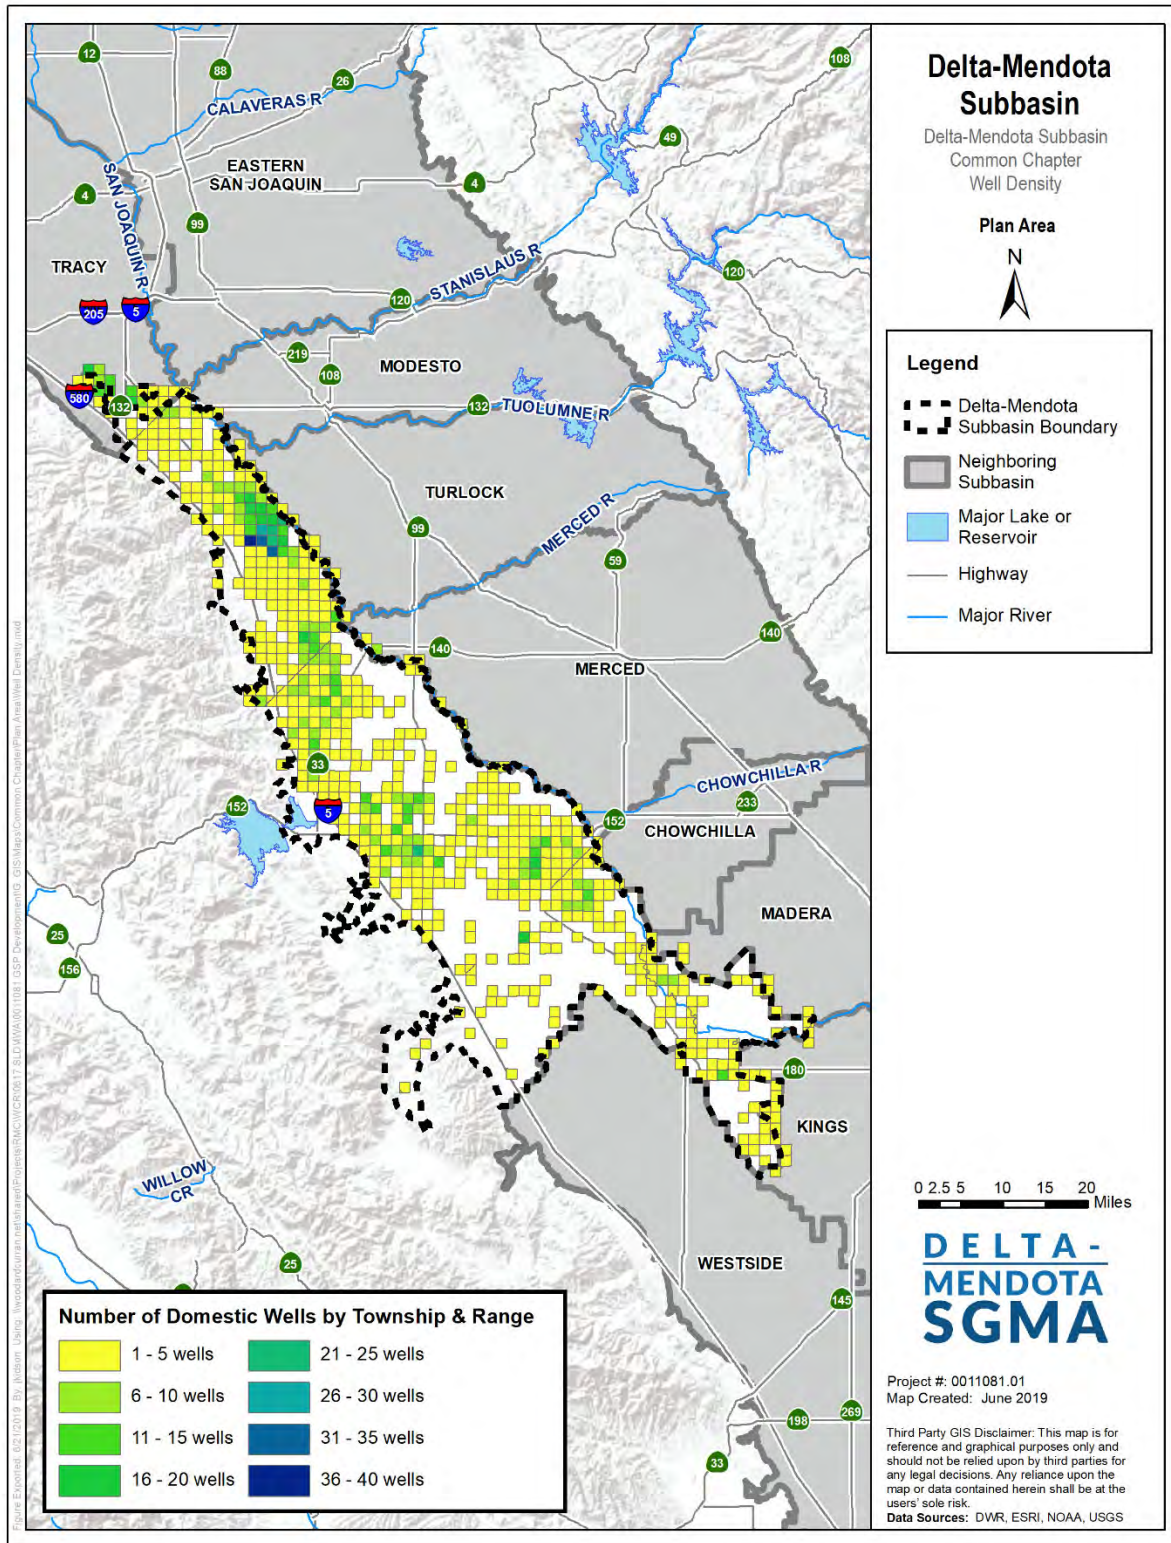 Delta-Mendota
Subbasin
Delta-Mendota Subbasin
Common Chapter
Well Density
Plan Area
N
Legend
Delta-Mendota
Subbasin Boundary
Neighboring
Subbasin
Major Lake or
Reservoir
Highway
Major River
0 2.5 5 10 15 20
Miles
DELTA-
MENDOTA
SGMA
Project #: 0011081.01
Map Created: June 2019
Third Party GIS Disclaimer: This map is for
reference and graphical purposes only and
should not be relied upon by third parties for
any legal decisions. Any reliance upon the
map or data contained herein shall be at the
users' sole risk.
Data Sources: DWR, ESRI, NOAA, USGS
12
88
26
108
CALAVERAS R
49
EASTERN
SAN JOAQUIN
4
4
SAN JOAQUIN R
99
TRACY
STANISLAUS R
120
120
205
5
219
MODESTO
108
580
132
132
TUOLUMNE R
TURLOCK
99
MERCED R
59
140
140
MERCED
33
CHOWCHILLA R
152
5
233
152
CHOWCHILLA
MADERA
25
156
180
KINGS
WILLOW
CR
25
WESTSIDE
145
269
198
33
Number of Domestic Wells by Township & Range
1 - 5 wells
6 - 10 wells
11 - 15 wells
16 - 20 wells
21 - 25 wells
26 - 30 wells
31 - 35 wells
36 - 40 wells